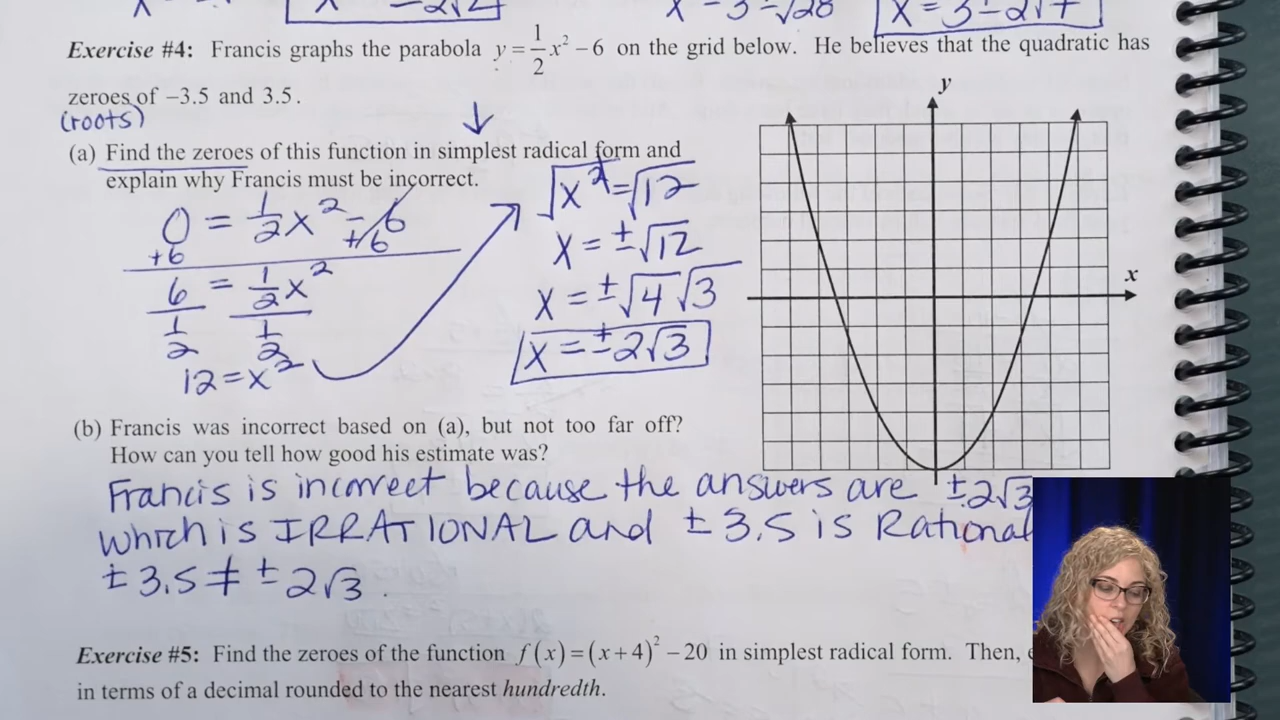 x = 3 ± √28
x = 3 ± 2√7
Exercise #4: Francis graphs the parabola y = 1/2 x² − 6 on the grid below. He believes that the quadratic has
zeroes of −3.5 and 3.5.
(roots)
(a) Find the zeroes of this function in simplest radical form and
explain why Francis must be incorrect.
0 = 1/2 x² − 6
+6 +6
6 = 1/2 x²
1/2 1/2
12 = x²
√x² = √12
x = ± √12
x = ± √4 √3
x = ± 2√3
y
x
(b) Francis was incorrect based on (a), but not too far off?
How can you tell how good his estimate was?
Francis is incorrect because the answers are ± 2√3
which is IRRATIONAL and ± 3.5 is Rational
± 3.5 ≠ ± 2√3.
Exercise #5: Find the zeroes of the function f(x) = (x + 4)² − 20 in simplest radical form. Then,
in terms of a decimal rounded to the nearest hundredth.